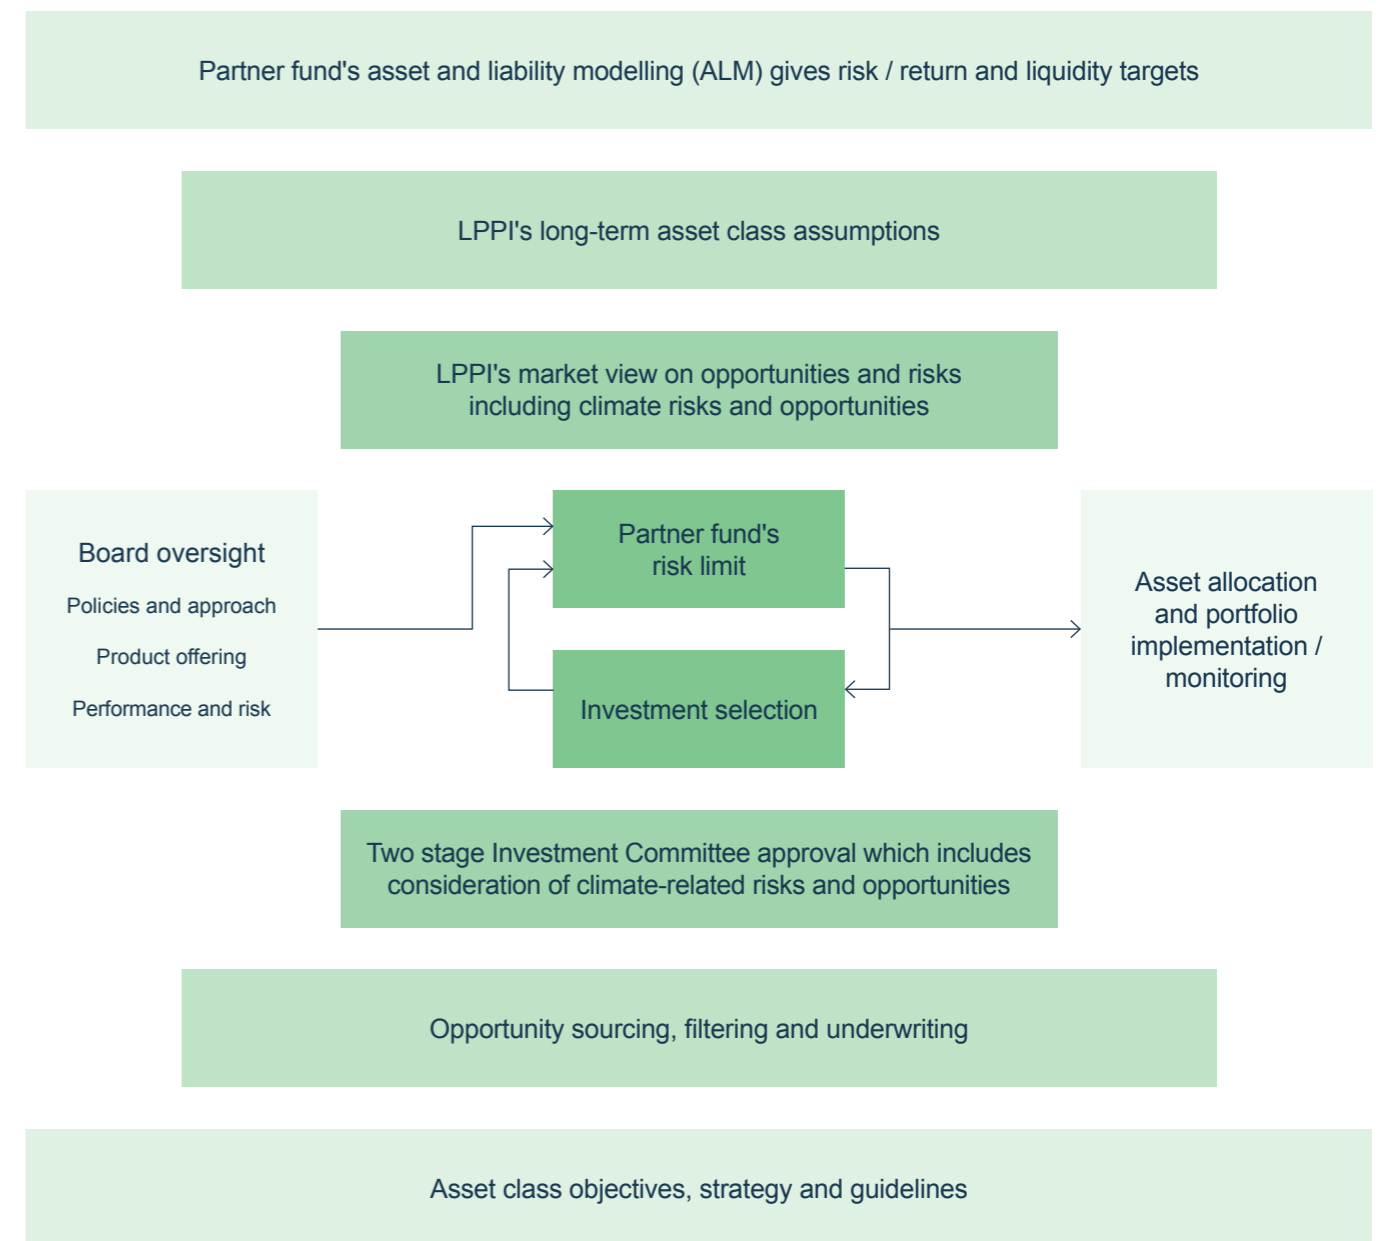 Partner fund's asset and liability modelling (ALM) gives risk / return and liquidity targets
LPPI's long-term asset class assumptions
LPPI's market view on opportunities and risks
including climate risks and opportunities
Board oversight
Policies and approach
Product offering
Performance and risk
Partner fund's
risk limit
Investment selection
Asset allocation
and portfolio
implementation /
monitoring
Two stage Investment Committee approval which includes
consideration of climate-related risks and opportunities
Opportunity sourcing, filtering and underwriting
Asset class objectives, strategy and guidelines